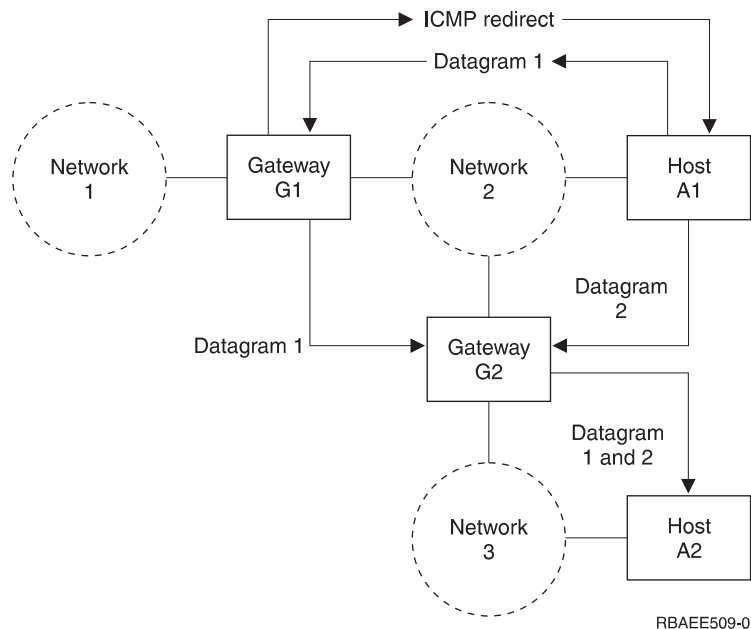 ICMP redirect
Datagram 1
Network
1
Gateway
G1
Network
2
Host
A1
Datagram
2
Datagram 1
Gateway
G2
Datagram
1 and 2
Network
3
Host
A2
RBAEE509-0